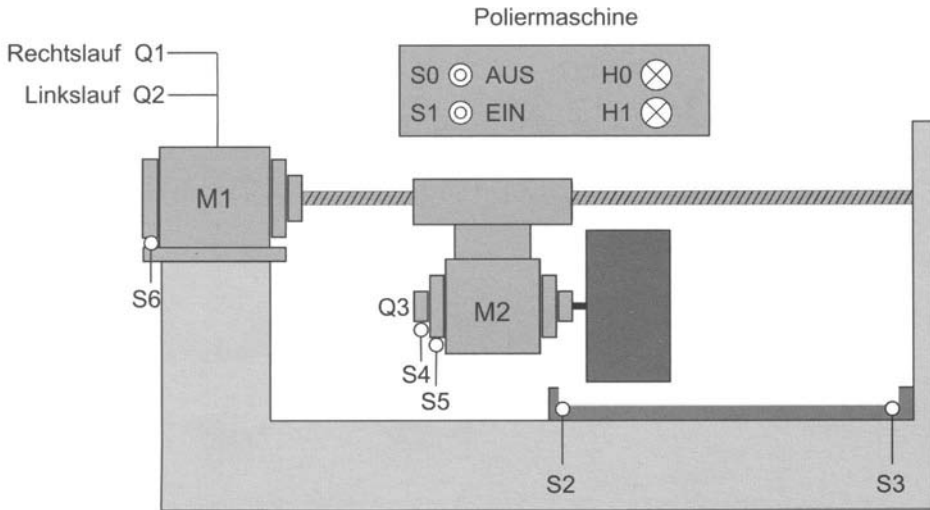 Poliermaschine
Rechtslauf Q1
Linkslauf Q2
S0 AUS H0
S1 EIN H1
M1
S6
Q3 M2
S4
S5
S2 S3